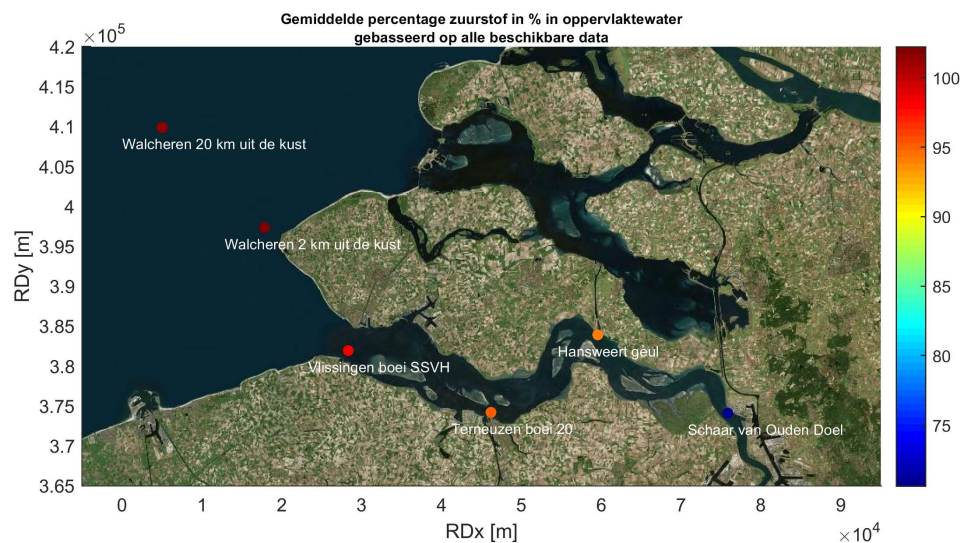 Gemiddelde percentage zuurstof in % in oppervlaktewater
gebasseerd op alle beschikbare data
×10⁵
4.2
4.15
4.1
4.05
4
3.95
3.9
3.85
3.8
3.75
3.7
3.65
RDy [m]
Walcheren 20 km uit de kust
Walcheren 2 km uit de kust
Vlissingen boei SSVH
Hansweert geul
Terneuzen boei 20
Schaar van Ouden Doel
0 1 2 3 4 5 6 7 8 9
RDx [m]
×10⁴
100
95
90
85
80
75